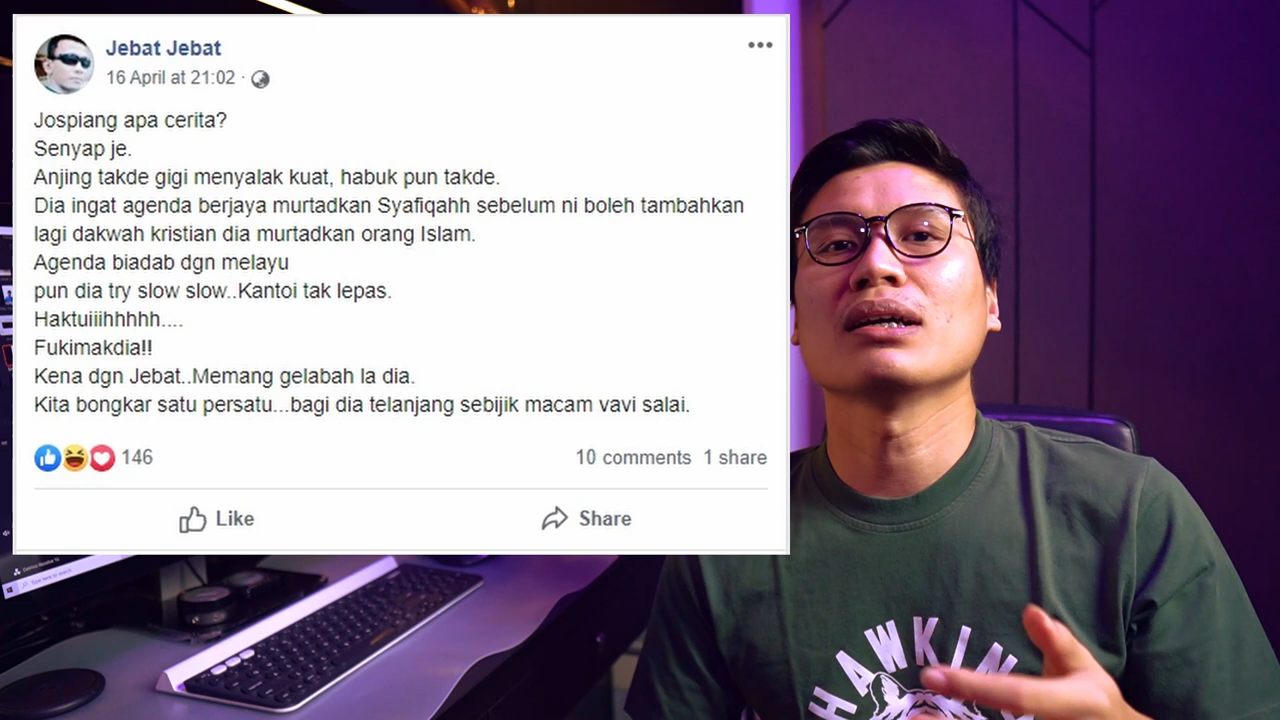 Jebat Jebat
16 April at 21:02 ·
Jospiang apa cerita?
Senyap je.
Anjing takde gigi menyalak kuat, habuk pun takde.
Dia ingat agenda berjaya murtadkan Syafiqahh sebelum ni boleh tambahkan
lagi dakwah kristian dia murtadkan orang Islam.
Agenda biadab dgn melayu
pun dia try slow slow..Kantoi tak lepas.
Haktuiiihhhhh....
Fukimakdia!!
Kena dgn Jebat..Memang gelabah la dia.
Kita bongkar satu persatu...bagi dia telanjang sebijik macam vavi salai.
146
10 comments 1 share
Like
Share
Type here to search